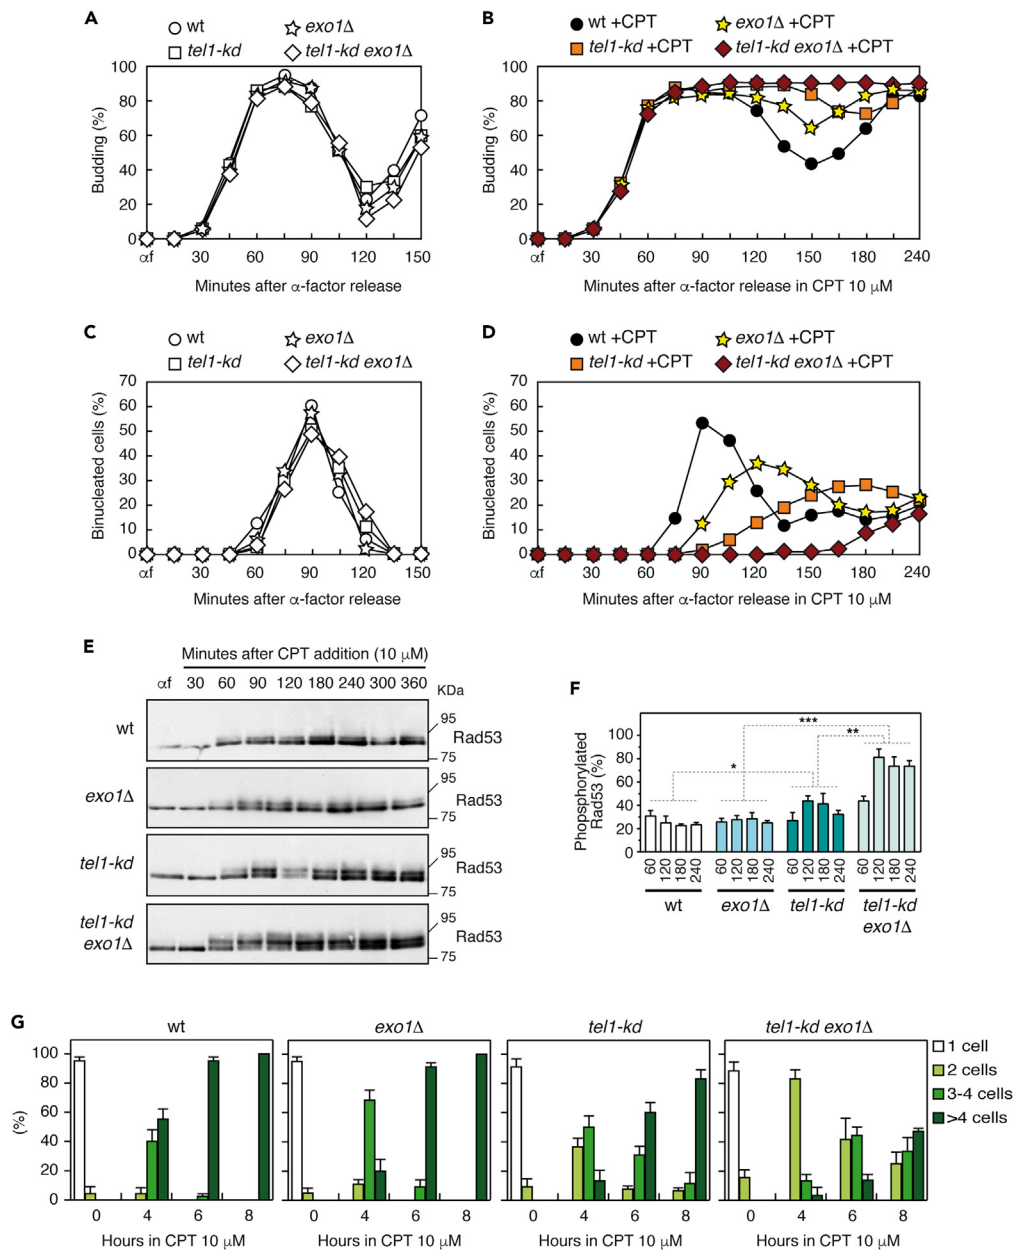 A
wt
exo1Δ
tel1-kd
tel1-kd exo1Δ
Budding (%)
100
80
60
40
20
0
αf 30 60 90 120 150
Minutes after α-factor release
B
wt +CPT
exo1Δ +CPT
tel1-kd +CPT
tel1-kd exo1Δ +CPT
Budding (%)
100
80
60
40
20
0
αf 30 60 90 120 150 180 240
Minutes after α-factor release in CPT 10 μM
C
wt
exo1Δ
tel1-kd
tel1-kd exo1Δ
Binucleated cells (%)
70
60
50
40
30
20
10
0
αf 30 60 90 120 150
Minutes after α-factor release
D
wt +CPT
exo1Δ +CPT
tel1-kd +CPT
tel1-kd exo1Δ +CPT
Binucleated cells (%)
70
60
50
40
30
20
10
0
αf 30 60 90 120 150 180 240
Minutes after α-factor release in CPT 10 μM
E
Minutes after CPT addition (10 μM)
αf 30 60 90 120 180 240 300 360
KDa
wt
95
Rad53
75
exo1Δ
95
Rad53
75
tel1-kd
95
Rad53
75
tel1-kd
exo1Δ
95
Rad53
75
F
Phopsphorylated
Rad53 (%)
100
80
60
40
20
0
*
***
**
60 120 180 240 60 120 180 240 60 120 180 240 60 120 180 240
wt exo1Δ tel1-kd tel1-kd
exo1Δ
G
wt
exo1Δ
tel1-kd
tel1-kd exo1Δ
(%)
100
80
60
40
20
0
0 4 6 8
Hours in CPT 10 μM
0 4 6 8
Hours in CPT 10 μM
0 4 6 8
Hours in CPT 10 μM
0 4 6 8
Hours in CPT 10 μM
1 cell
2 cells
3-4 cells
>4 cells